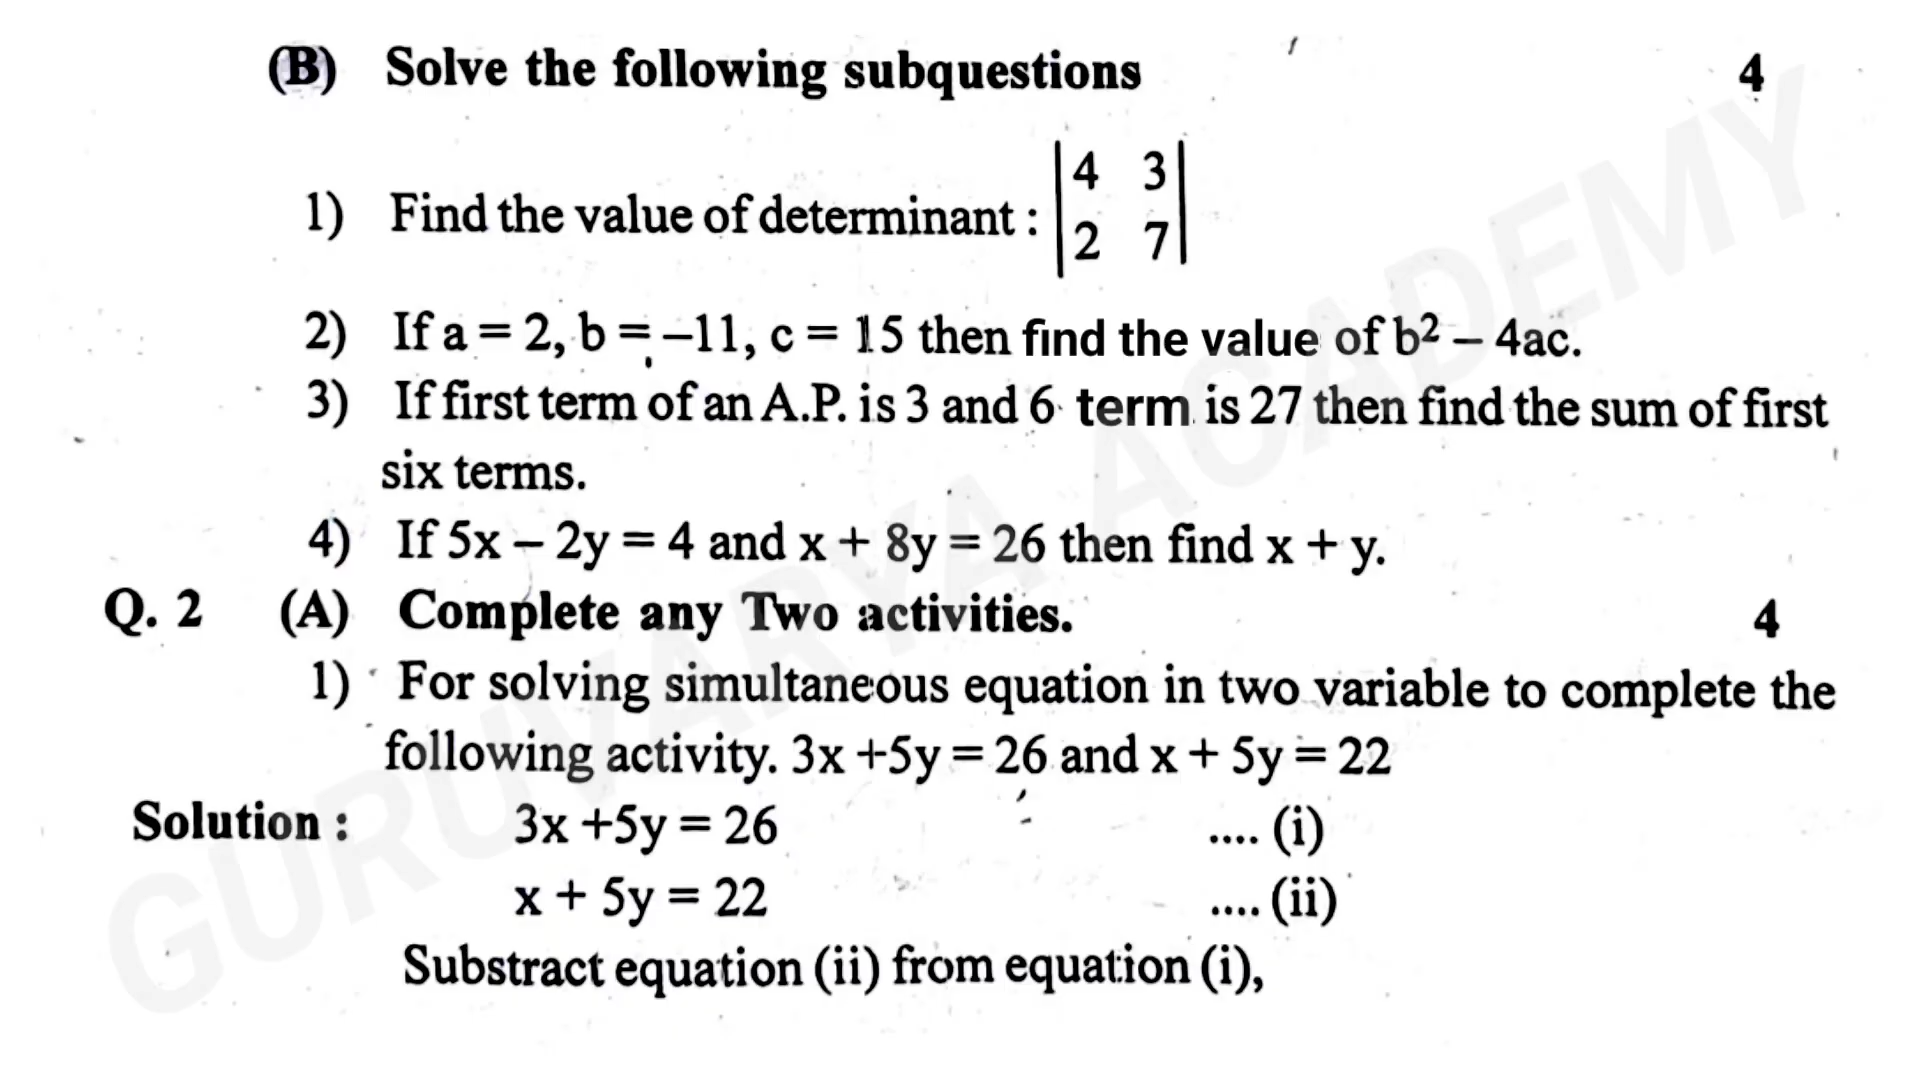 (B) Solve the following subquestions 4
1) Find the value of determinant : |4 3|
|2 7|
2) If a = 2, b = –11, c = 15 then find the value of b² – 4ac.
3) If first term of an A.P. is 3 and 6 term is 27 then find the sum of first
six terms.
4) If 5x – 2y = 4 and x + 8y = 26 then find x + y.
Q. 2 (A) Complete any Two activities. 4
1) For solving simultaneous equation in two variable to complete the
following activity. 3x +5y = 26 and x + 5y = 22
Solution : 3x +5y = 26 .... (i)
x + 5y = 22 .... (ii)
Substract equation (ii) from equation (i),
GURUVARYA ACADEMY